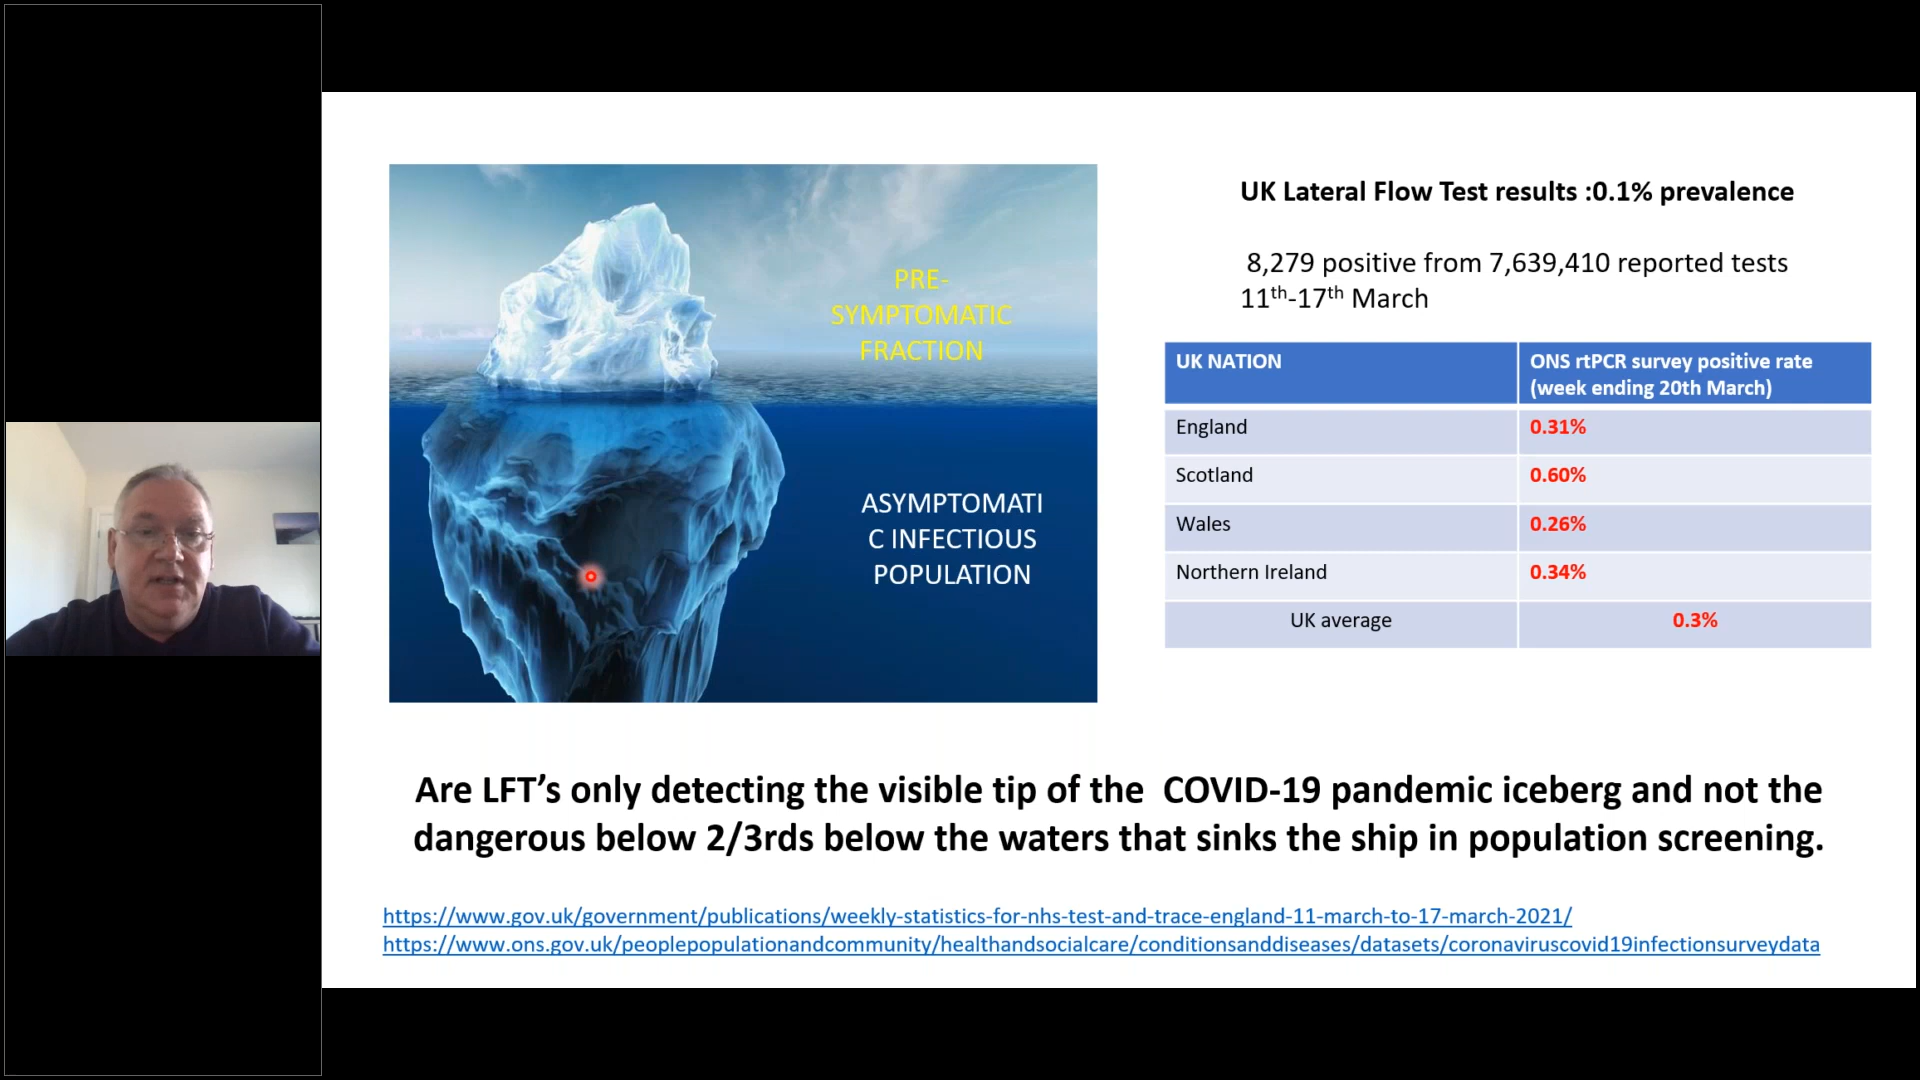 PRE-
SYMPTOMATIC
FRACTION
ASYMPTOMATI
C INFECTIOUS
POPULATION
UK Lateral Flow Test results :0.1% prevalence
8,279 positive from 7,639,410 reported tests
11th-17th March
UK NATION
ONS rtPCR survey positive rate
(week ending 20th March)
England 0.31%
Scotland 0.60%
Wales 0.26%
Northern Ireland 0.34%
UK average 0.3%
Are LFT’s only detecting the visible tip of the COVID-19 pandemic iceberg and not the
dangerous below 2/3rds below the waters that sinks the ship in population screening.
https://www.gov.uk/government/publications/weekly-statistics-for-nhs-test-and-trace-england-11-march-to-17-march-2021/
https://www.ons.gov.uk/peoplepopulationandcommunity/healthandsocialcare/conditionsanddiseases/datasets/coronaviruscovid19infectionsurveydata